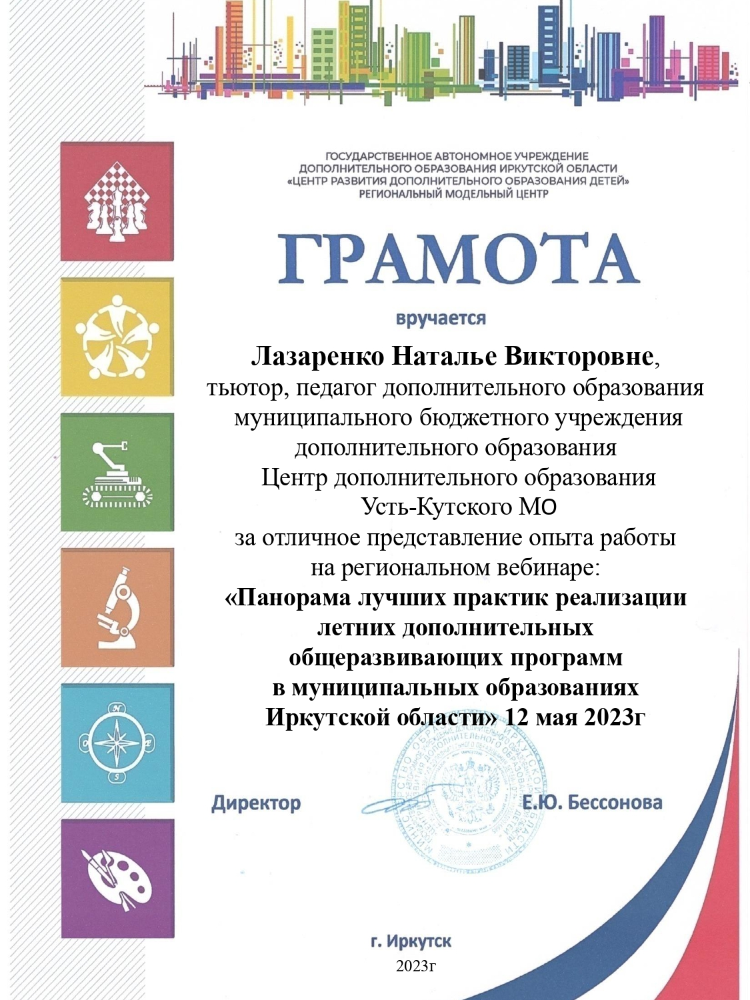 ГОСУДАРСТВЕННОЕ АВТОНОМНОЕ УЧРЕЖДЕНИЕ
ДОПОЛНИТЕЛЬНОГО ОБРАЗОВАНИЯ ИРКУТСКОЙ ОБЛАСТИ
«ЦЕНТР РАЗВИТИЯ ДОПОЛНИТЕЛЬНОГО ОБРАЗОВАНИЯ ДЕТЕЙ»
РЕГИОНАЛЬНЫЙ МОДЕЛЬНЫЙ ЦЕНТР
ГРАМОТА
вручается
Лазаренко Наталье Викторовне,
тьютор, педагог дополнительного образования
муниципального бюджетного учреждения
дополнительного образования
Центр дополнительного образования
Усть-Кутского МО
за отличное представление опыта работы
на региональном вебинаре:
«Панорама лучших практик реализации
летних дополнительных
общеразвивающих программ
в муниципальных образованиях
Иркутской области» 12 мая 2023г
Директор
Е.Ю. Бессонова
г. Иркутск
2023г